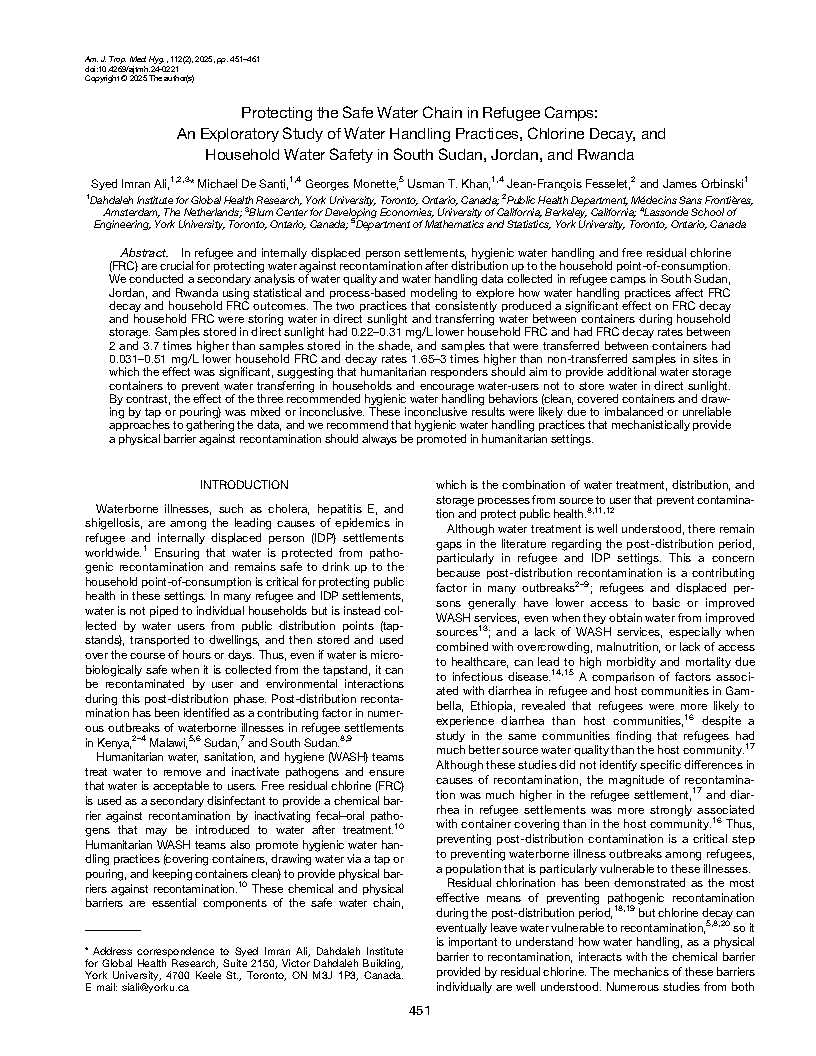 Am. J. Trop. Med. Hyg., 112(2), 2025, pp. 451–461
doi:10.4269/ajtmh.24-0221
Copyright © 2025 The author(s)
Protecting the Safe Water Chain in Refugee Camps:
An Exploratory Study of Water Handling Practices, Chlorine Decay, and
Household Water Safety in South Sudan, Jordan, and Rwanda
Syed Imran Ali,1,2,3* Michael De Santi,1,4 Georges Monette,5 Usman T. Khan,1,4 Jean-François Fesselet,2 and James Orbinski1
1Dahdaleh Institute for Global Health Research, York University, Toronto, Ontario, Canada; 2Public Health Department, Médecins Sans Frontières,
Amsterdam, The Netherlands; 3Blum Center for Developing Economies, University of California, Berkeley, California; 4Lassonde School of
Engineering, York University, Toronto, Ontario, Canada; 5Department of Mathematics and Statistics, York University, Toronto, Ontario, Canada
Abstract. In refugee and internally displaced person settlements, hygienic water handling and free residual chlorine
(FRC) are crucial for protecting water against recontamination after distribution up to the household point-of-consumption.
We conducted a secondary analysis of water quality and water handling data collected in refugee camps in South Sudan,
Jordan, and Rwanda using statistical and process-based modeling to explore how water handling practices affect FRC
decay and household FRC outcomes. The two practices that consistently produced a significant effect on FRC decay
and household FRC were storing water in direct sunlight and transferring water between containers during household
storage. Samples stored in direct sunlight had 0.22–0.31 mg/L lower household FRC and had FRC decay rates between
2 and 3.7 times higher than samples stored in the shade, and samples that were transferred between containers had
0.031–0.51 mg/L lower household FRC and decay rates 1.65–3 times higher than non-transferred samples in sites in
which the effect was significant, suggesting that humanitarian responders should aim to provide additional water storage
containers to prevent water transferring in households and encourage water-users not to store water in direct sunlight.
By contrast, the effect of the three recommended hygienic water handling behaviors (clean, covered containers and draw-
ing by tap or pouring) was mixed or inconclusive. These inconclusive results were likely due to imbalanced or unreliable
approaches to gathering the data, and we recommend that hygienic water handling practices that mechanistically provide
a physical barrier against recontamination should always be promoted in humanitarian settings.
INTRODUCTION
Waterborne illnesses, such as cholera, hepatitis E, and
shigellosis, are among the leading causes of epidemics in
refugee and internally displaced person (IDP) settlements
worldwide.1 Ensuring that water is protected from patho-
genic recontamination and remains safe to drink up to the
household point-of-consumption is critical for protecting public
health in these settings. In many refugee and IDP settlements,
water is not piped to individual households but is instead col-
lected by water users from public distribution points (tap-
stands), transported to dwellings, and then stored and used
over the course of hours or days. Thus, even if water is micro-
biologically safe when it is collected from the tapstand, it can
be recontaminated by user and environmental interactions
during this post-distribution phase. Post-distribution reconta-
mination has been identified as a contributing factor in numer-
ous outbreaks of waterborne illnesses in refugee settlements
in Kenya,2–4 Malawi,5,6 Sudan,7 and South Sudan.8,9
Humanitarian water, sanitation, and hygiene (WASH) teams
treat water to remove and inactivate pathogens and ensure
that water is acceptable to users. Free residual chlorine (FRC)
is used as a secondary disinfectant to provide a chemical bar-
rier against recontamination by inactivating fecal–oral patho-
gens that may be introduced to water after treatment.10
Humanitarian WASH teams also promote hygienic water han-
dling practices (covering containers, drawing water via a tap or
pouring, and keeping containers clean) to provide physical bar-
riers against recontamination.10 These chemical and physical
barriers are essential components of the safe water chain,
* Address correspondence to Syed Imran Ali, Dahdaleh Institute
for Global Health Research, Suite 2150, Victor Dahdaleh Building,
York University, 4700 Keele St., Toronto, ON M3J 1P3, Canada.
E mail: siali@yorku.ca
which is the combination of water treatment, distribution, and
storage processes from source to user that prevent contamina-
tion and protect public health.8,11,12
Although water treatment is well understood, there remain
gaps in the literature regarding the post-distribution period,
particularly in refugee and IDP settings. This a concern
because post-distribution recontamination is a contributing
factor in many outbreaks2–9; refugees and displaced per-
sons generally have lower access to basic or improved
WASH services, even when they obtain water from improved
sources13; and a lack of WASH services, especially when
combined with overcrowding, malnutrition, or lack of access
to healthcare, can lead to high morbidity and mortality due
to infectious disease.14,15 A comparison of factors associ-
ated with diarrhea in refugee and host communities in Gam-
bella, Ethiopia, revealed that refugees were more likely to
experience diarrhea than host communities,16 despite a
study in the same communities finding that refugees had
much better source water quality than the host community.17
Although these studies did not identify specific differences in
causes of recontamination, the magnitude of recontamina-
tion was much higher in the refugee settlement,17 and diar-
rhea in refugee settlements was more strongly associated
with container covering than in the host community.16 Thus,
preventing post-distribution contamination is a critical step
to preventing waterborne illness outbreaks among refugees,
a population that is particularly vulnerable to these illnesses.
Residual chlorination has been demonstrated as the most
effective means of preventing pathogenic recontamination
during the post-distribution period,18,19 but chlorine decay can
eventually leave water vulnerable to recontamination,5,8,20 so it
is important to understand how water handling, as a physical
barrier to recontamination, interacts with the chemical barrier
provided by residual chlorine. The mechanics of these barriers
individually are well understood. Numerous studies from both
451